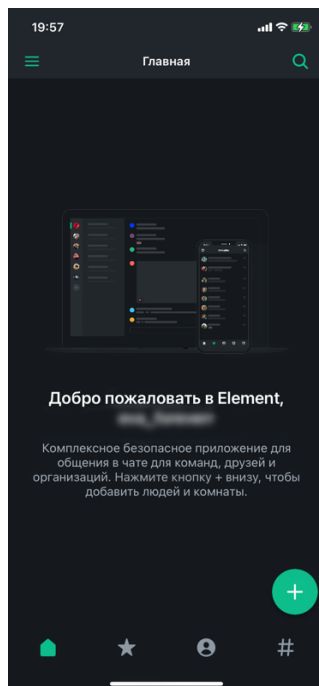 19:57
Главная
Добро пожаловать в Element,
Комплексное безопасное приложение для
общения в чате для команд, друзей и
организаций. Нажмите кнопку + внизу, чтобы
добавить людей и комнаты.